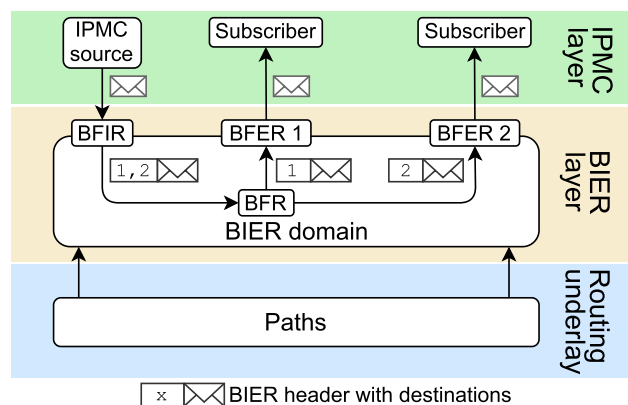 IPMC
source
Subscriber
Subscriber
IPMC
layer
BFIR
BFER 1
BFER 2
1,2
1
2
BFR
BIER domain
BIER
layer
Paths
Routing
underlay
x
BIER header with destinations